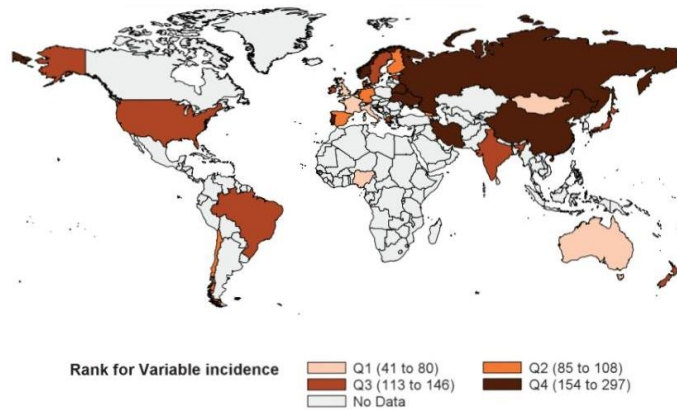 Rank for Variable incidence
Q1 (41 to 80) Q2 (85 to 108)
Q3 (113 to 146) Q4 (154 to 297)
No Data